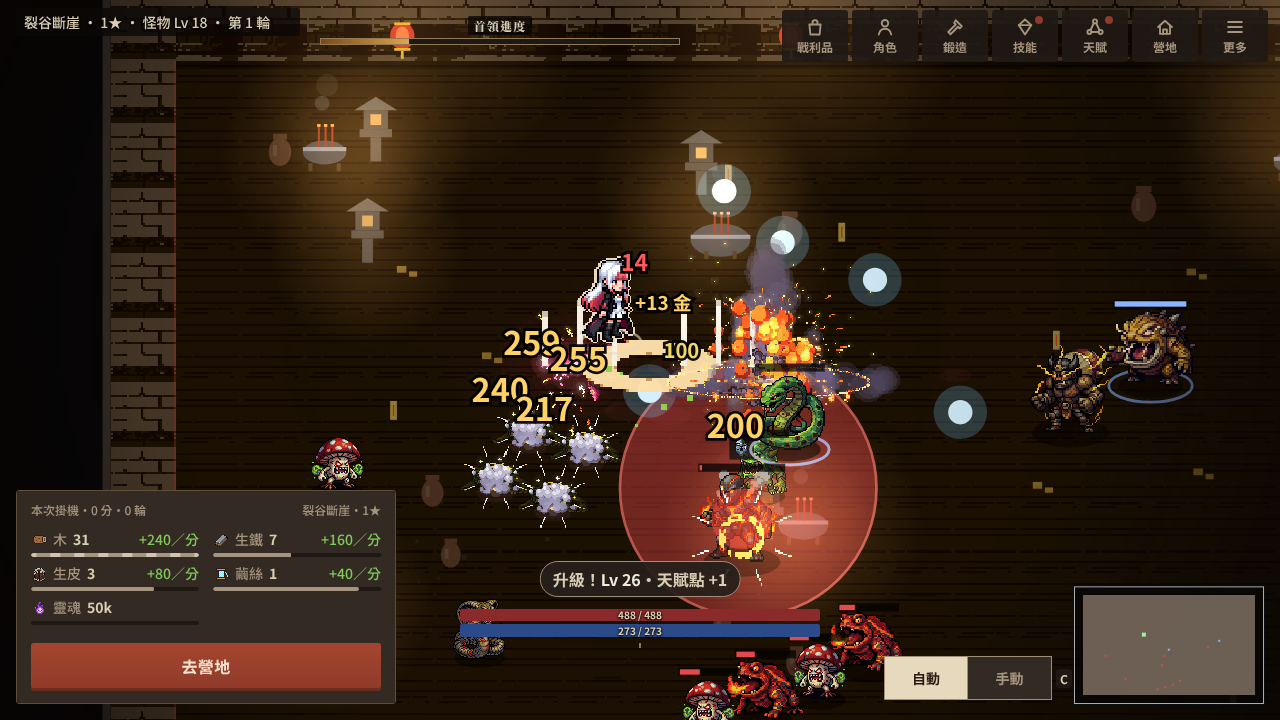 裂谷斷崖 · 1★ · 怪物 Lv 18 · 第 1 輪
首領進度
戰利品
角色
鍛造
技能
天賦
營地
更多
14
+13 金
259
255
100
240
217
200
本次掛機·0 分·0 輪
裂谷斷崖·1★
木 31 +240／分
生鐵 7 +160／分
生皮 3 +80／分
繭絲 1 +40／分
靈魂 50k
去營地
升級！Lv 26·天賦點 +1
488 / 488
273 / 273
自動
手動
C